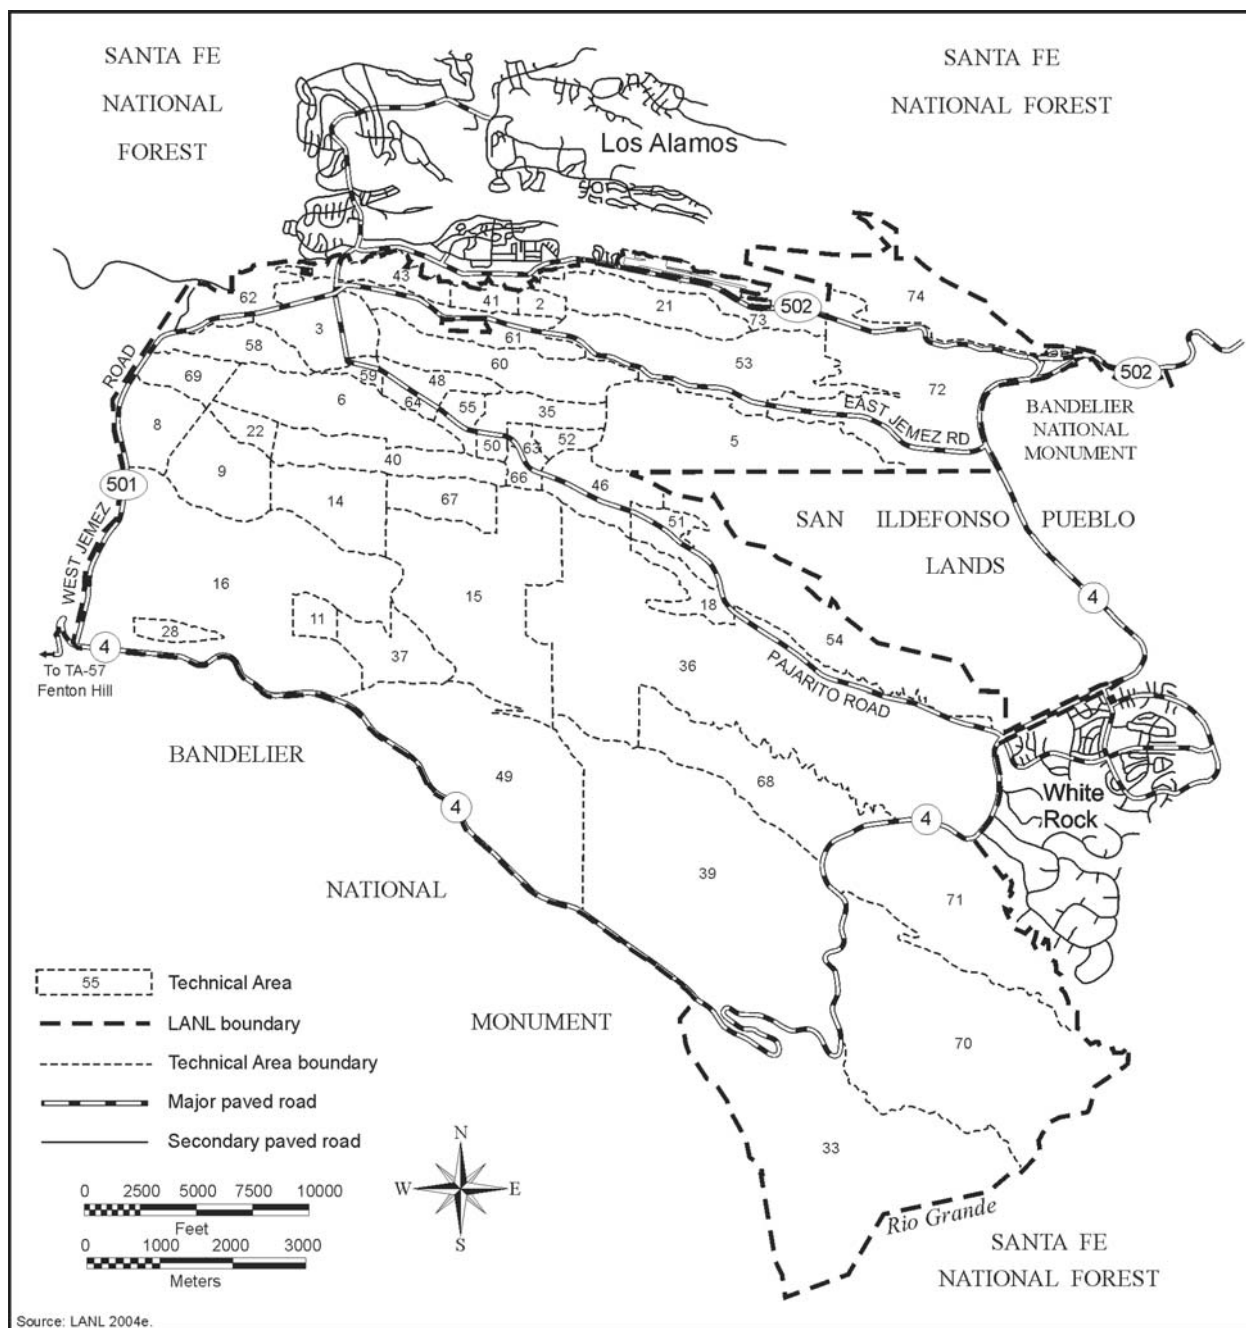 SANTA FE
NATIONAL
FOREST
SANTA FE
NATIONAL FOREST
Los Alamos
43
62
41
2
21
73
502
74
3
61
58
60
53
502
69
59
48
72
ROAD
8
6
64
55
35
EAST JEMEZ RD
BANDELIER
NATIONAL
MONUMENT
22
50
63
52
5
9
40
66
46
501
14
67
51
SAN ILDEFONSO PUEBLO
LANDS
WEST JEMEZ
16
15
18
4
28
11
54
4
37
36
To TA-57
Fenton Hill
PAJARITO ROAD
BANDELIER
49
68
4
4
White
Rock
NATIONAL
39
71
55
Technical Area
MONUMENT
LANL boundary
70
Technical Area boundary
Major paved road
Secondary paved road
33
N
W
E
S
0 2500 5000 7500 10000
Feet
0 1000 2000 3000
Meters
Rio Grande
SANTA FE
NATIONAL FOREST
Source: LANL 2004e.